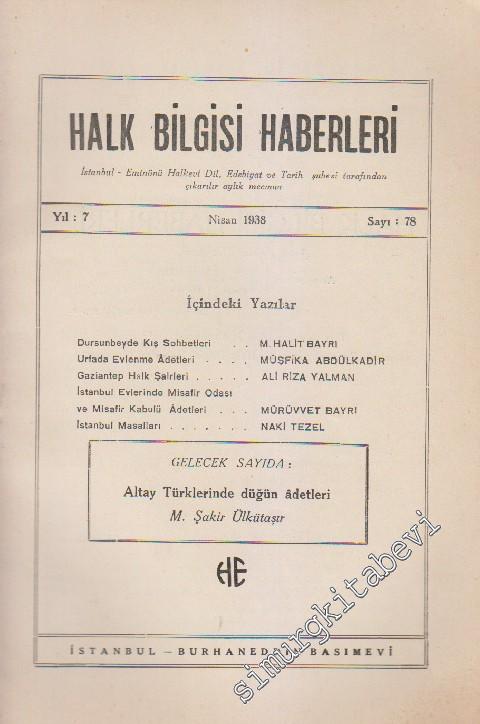 HALK BİLGİSİ HABERLERİ
İstanbul - Eminönü Halkevi Dil, Edebiyat ve Tarih şubesi tarafından
çıkarılır aylık mecmua
Yıl : 7 Nisan 1938 Sayı : 78
İçindeki Yazılar
Dursunbeyde Kış Sohbetleri . . M. HALİT BAYRI
Urfada Evlenme Âdetleri . . . . MÜŞFİKA ABDÜLKADİR
Gaziantep Halk Şairleri . . . . . ALİ RİZA YALMAN
İstanbul Evlerinde Misafir Odası
ve Misafir Kabulü Âdetleri . . . MÜRÜVVET BAYRI
İstanbul Masalları . . . . . NAKİ TEZEL
GELECEK SAYIDA :
Altay Türklerinde düğün âdetleri
M. Şakir Ülkütaşır
HE
İSTANBUL — BURHANEDDİN BASIMEVİ
simurgkitabevi